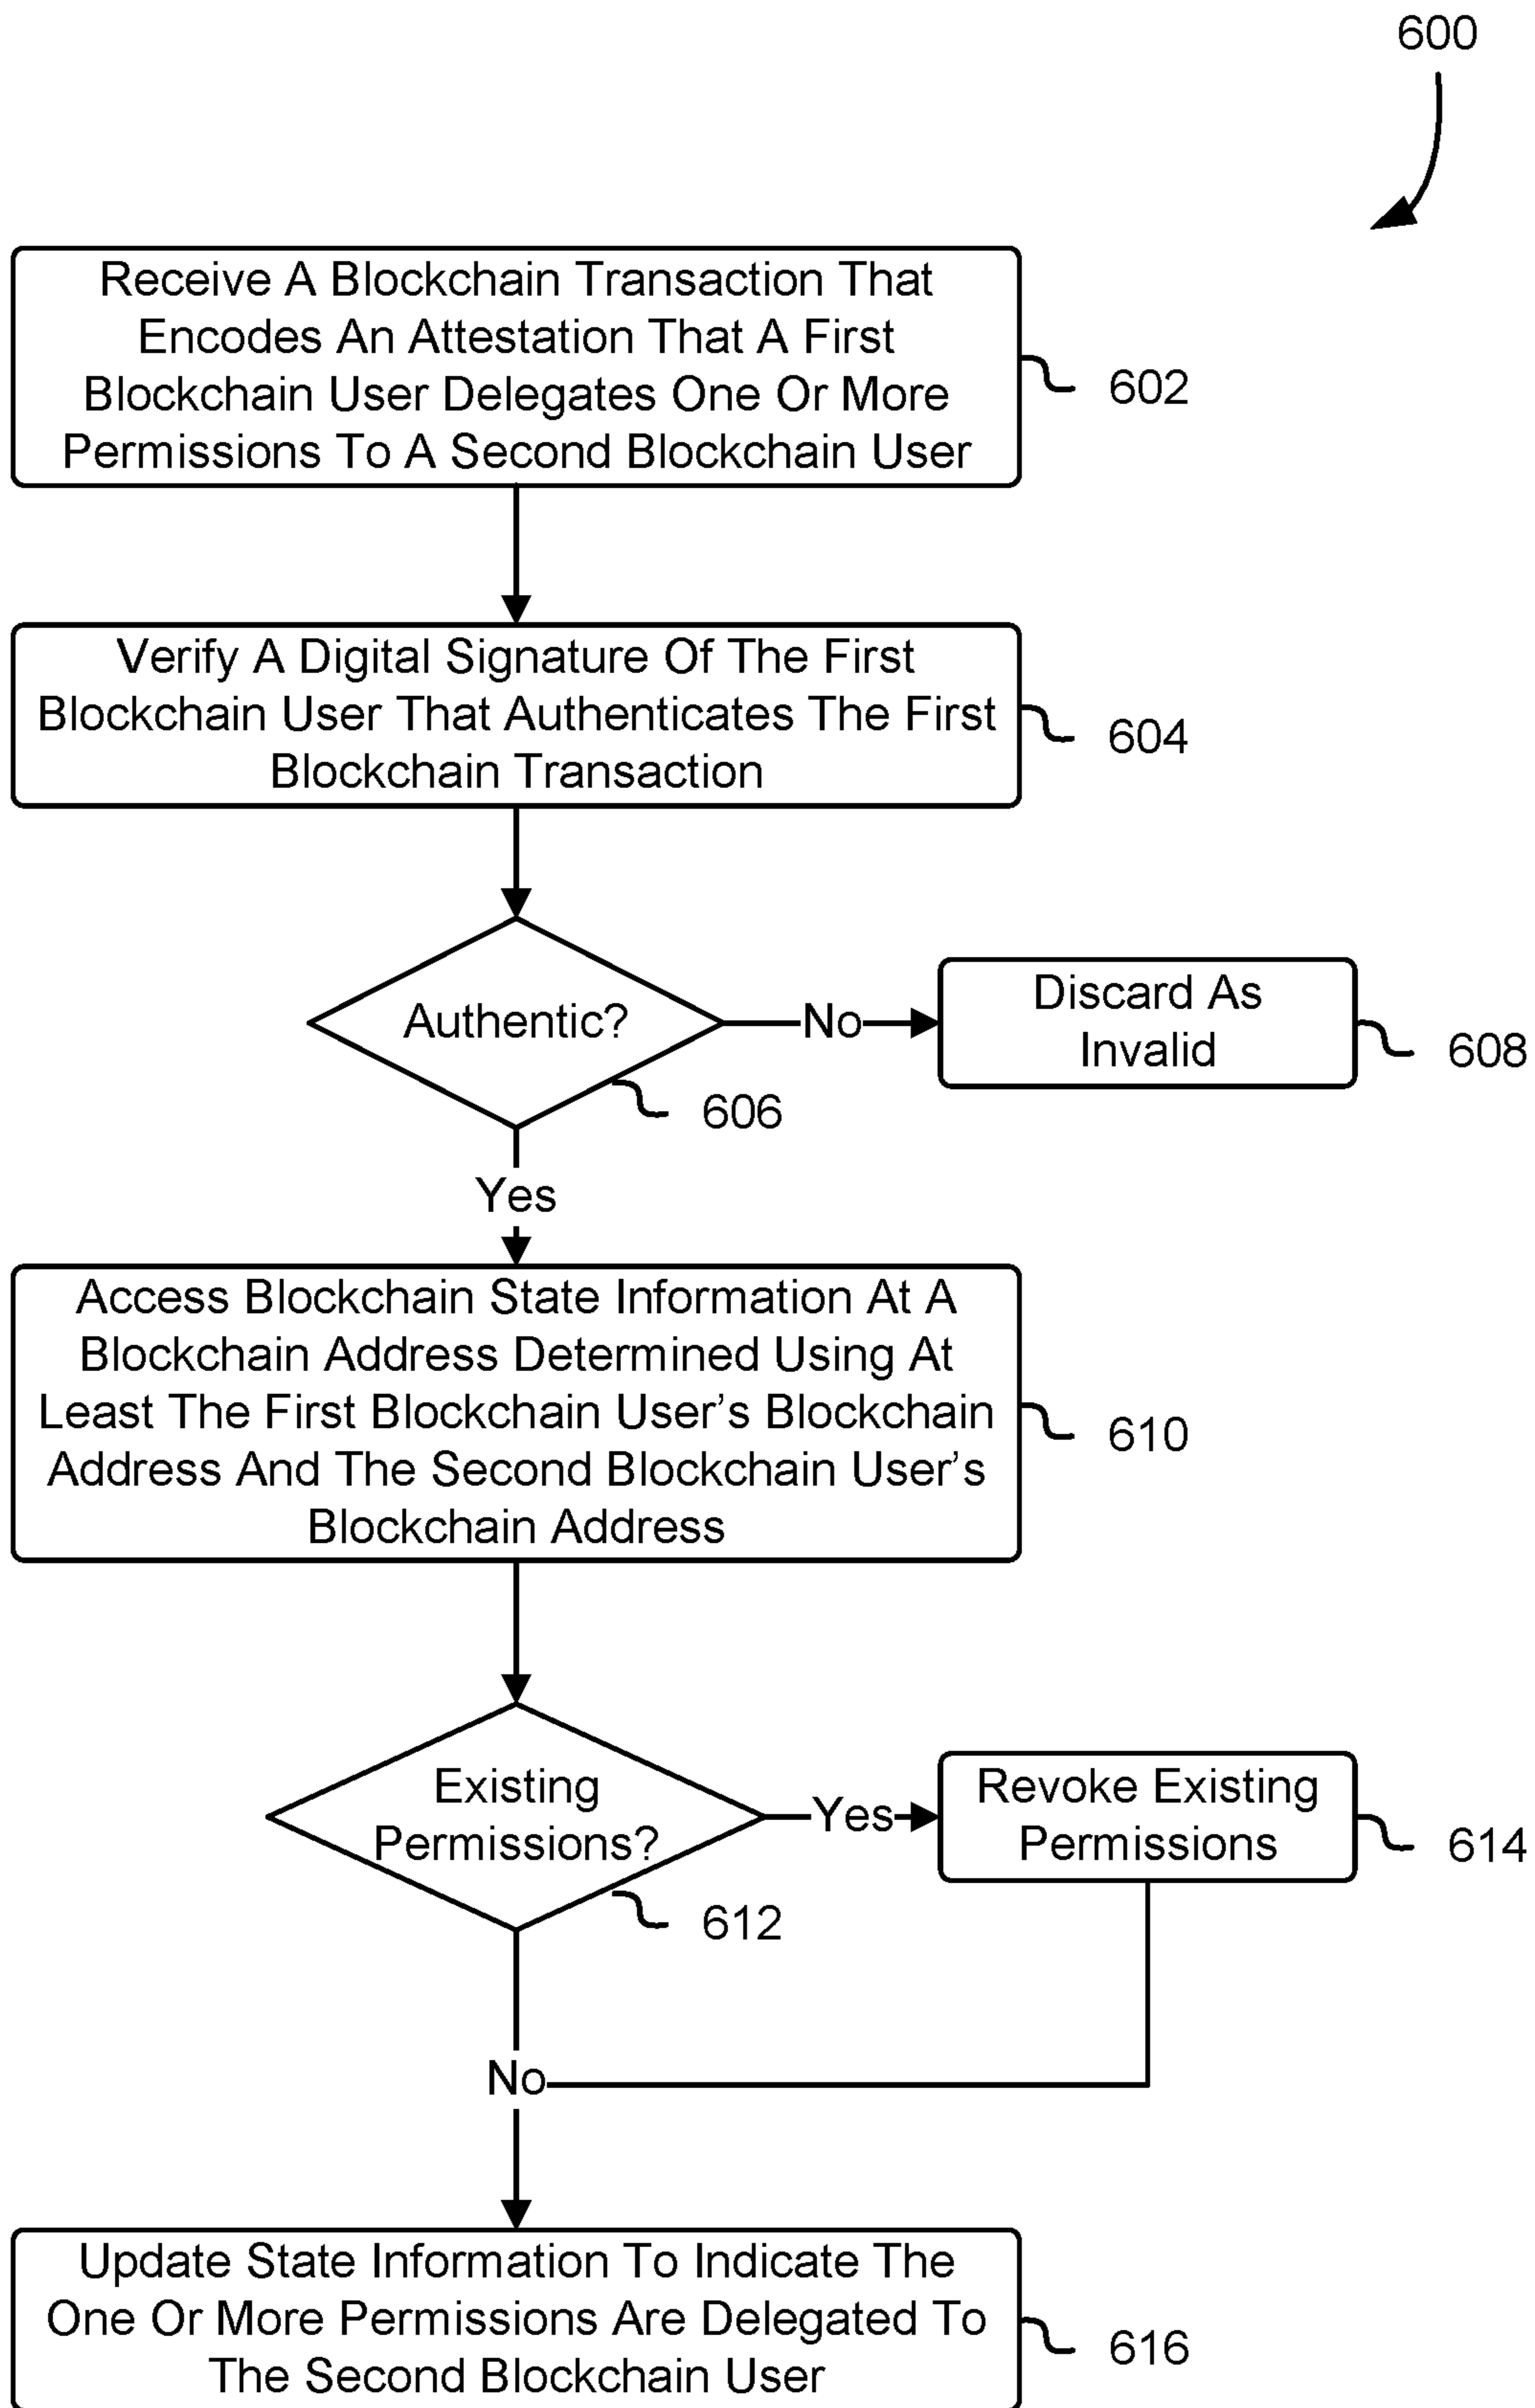 600
Receive A Blockchain Transaction That
Encodes An Attestation That A First
Blockchain User Delegates One Or More
Permissions To A Second Blockchain User
602
Verify A Digital Signature Of The First
Blockchain User That Authenticates The First
Blockchain Transaction
604
Authentic?
No
Discard As
Invalid
608
606
Yes
Access Blockchain State Information At A
Blockchain Address Determined Using At
Least The First Blockchain User’s Blockchain
Address And The Second Blockchain User’s
Blockchain Address
610
Existing
Permissions?
Yes
Revoke Existing
Permissions
614
612
No
Update State Information To Indicate The
One Or More Permissions Are Delegated To
The Second Blockchain User
616